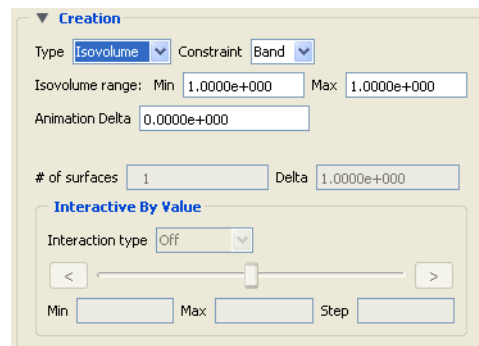 ▼ Creation
Type Isovolume Constraint Band
Isovolume range: Min 1.0000e+000 Max 1.0000e+000
Animation Delta 0.0000e+000
# of surfaces 1 Delta 1.0000e+000
Interactive By Value
Interaction type Off
< >
Min Max Step